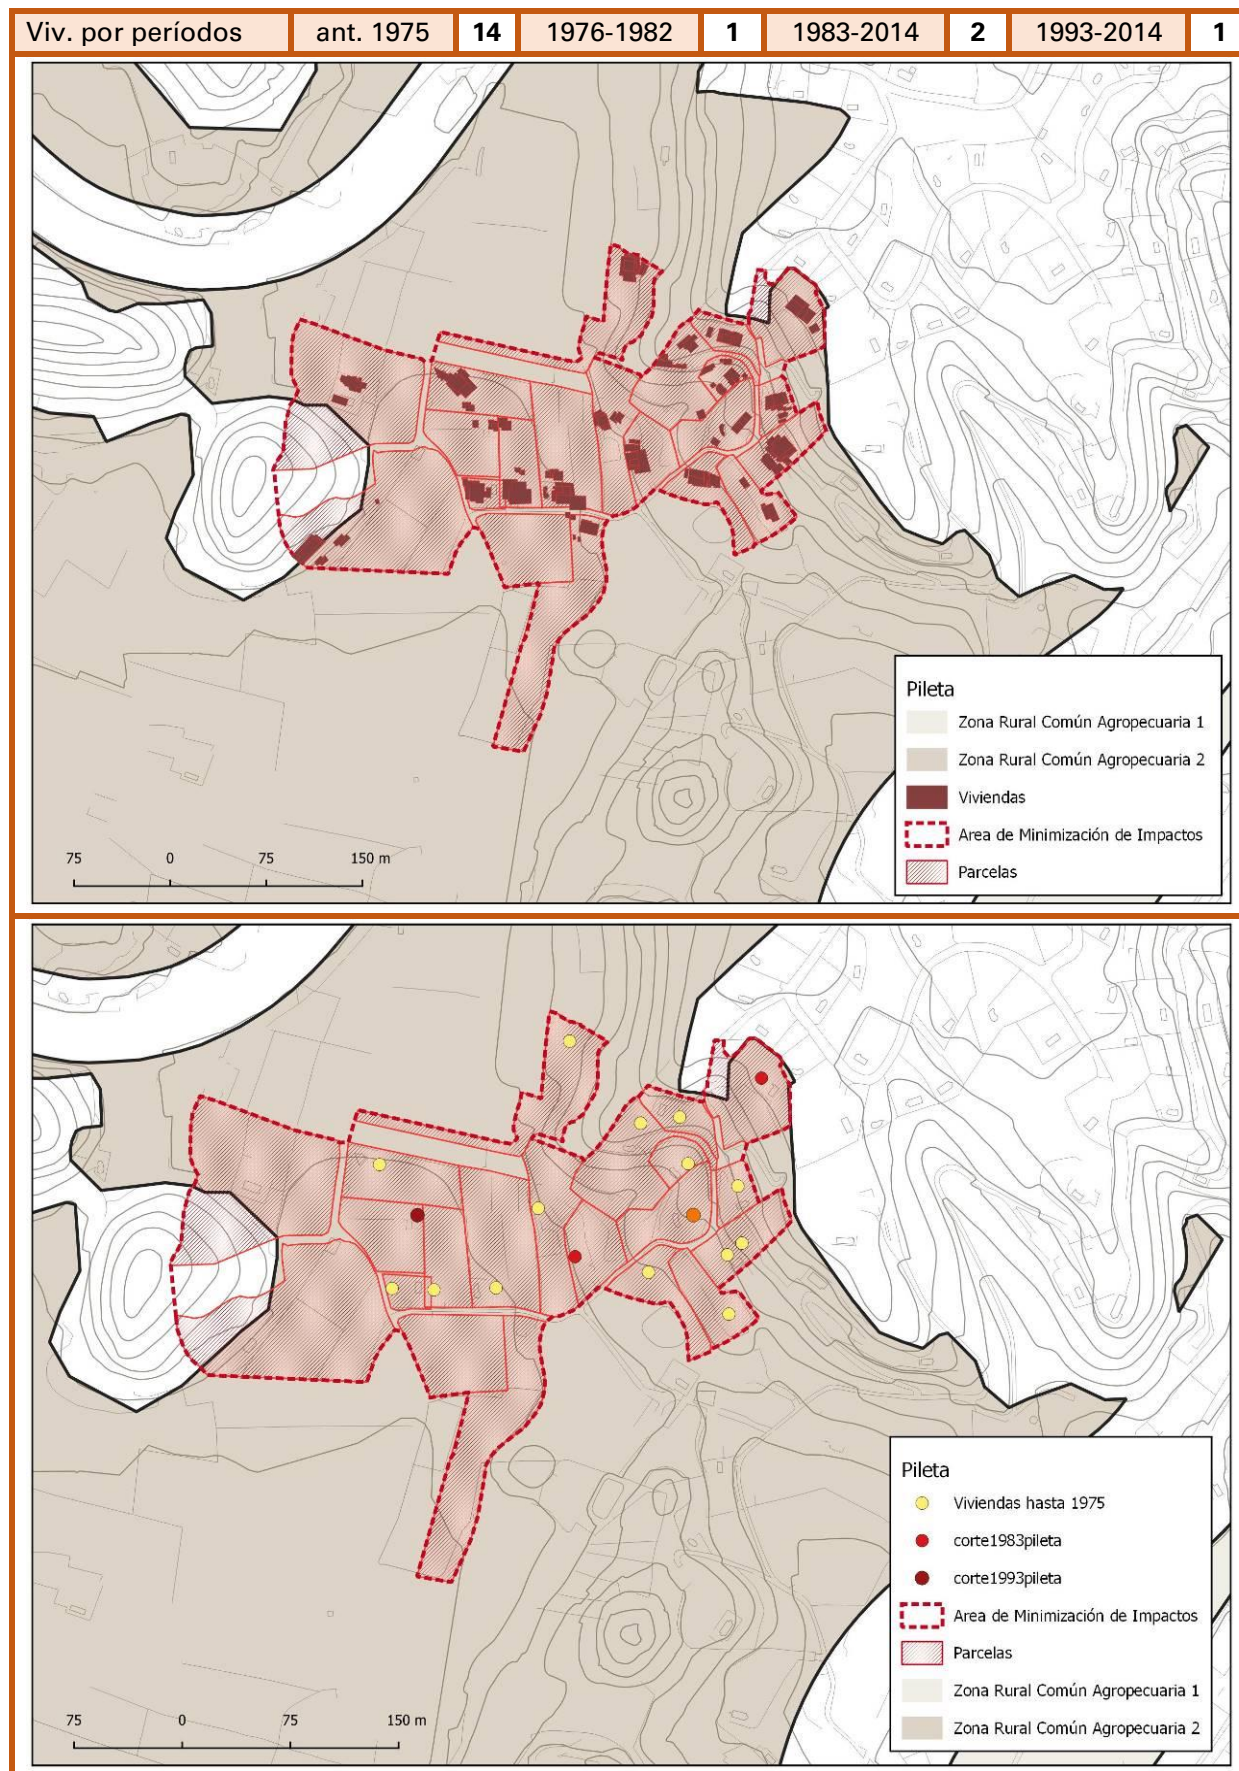 Viv. por períodos ant. 1975 14 1976-1982 1 1983-2014 2 1993-2014 1
Pileta
Zona Rural Común Agropecuaria 1
Zona Rural Común Agropecuaria 2
Viviendas
Area de Minimización de Impactos
Parcelas
75 0 75 150 m
Pileta
Viviendas hasta 1975
corte1983pileta
corte1993pileta
Area de Minimización de Impactos
Parcelas
Zona Rural Común Agropecuaria 1
Zona Rural Común Agropecuaria 2
75 0 75 150 m